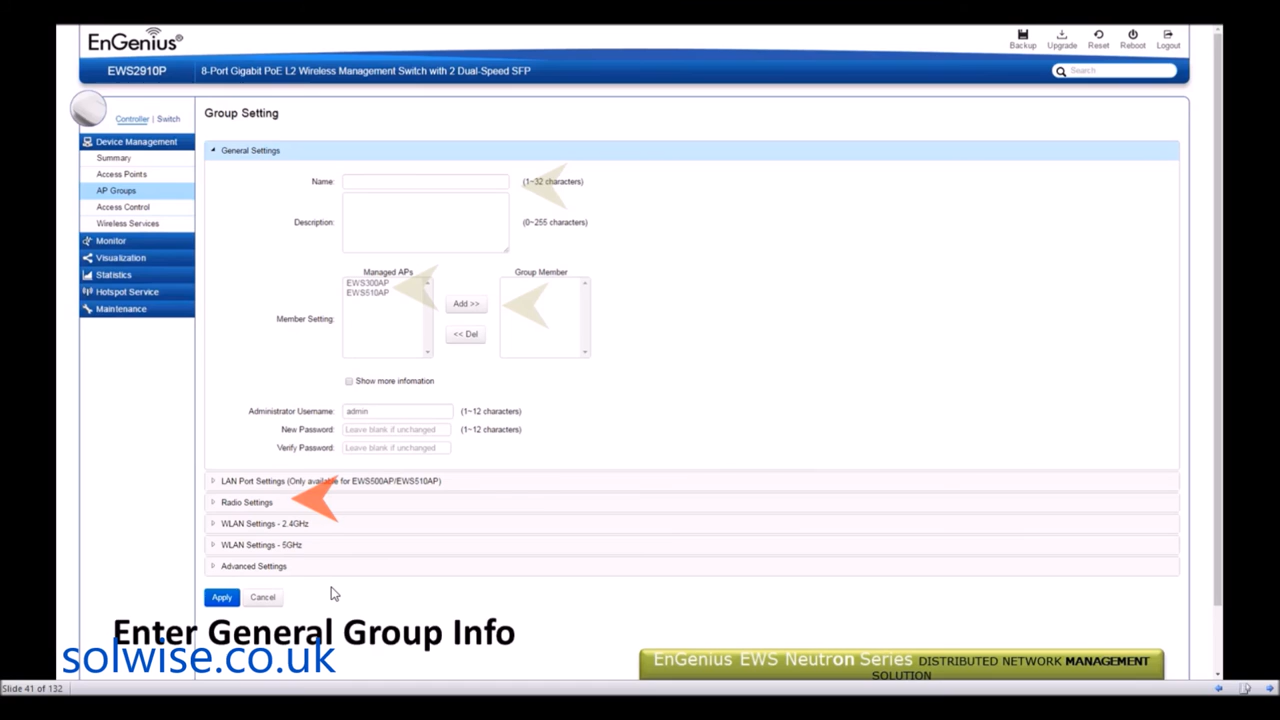 EnGenius®
Backup Upgrade Reset Reboot Logout
EWS2910P 8-Port Gigabit PoE L2 Wireless Management Switch with 2 Dual-Speed SFP
Search
Controller | Switch
Device Management
Summary
Access Points
AP Groups
Access Control
Wireless Services
Monitor
Visualization
Statistics
Hotspot Service
Maintenance
Group Setting
General Settings
Name: (1~32 characters)
Description: (0~255 characters)
Managed APs Group Member
EWS300AP
EWS510AP
Add >>
Member Setting:
<< Del
Show more infomation
Administrator Username: admin (1~12 characters)
New Password: Leave blank if unchanged (1~12 characters)
Verify Password: Leave blank if unchanged
LAN Port Settings (Only available for EWS500AP/EWS510AP)
Radio Settings
WLAN Settings - 2.4GHz
WLAN Settings - 5GHz
Advanced Settings
Apply Cancel
Enter General Group Info
solwise.co.uk
EnGenius EWS Neutron Series DISTRIBUTED NETWORK MANAGEMENT
SOLUTION
Slide 41 of 132